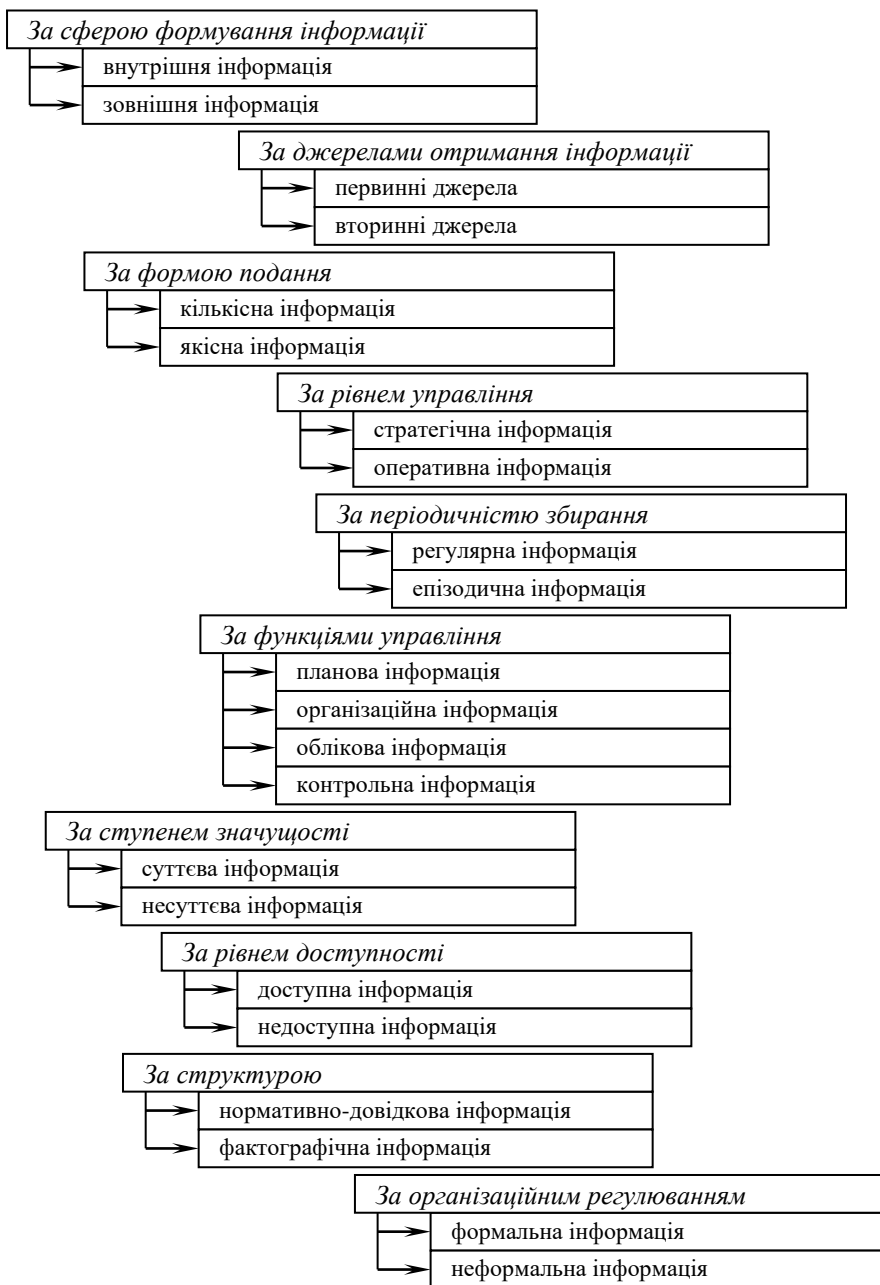 За сферою формування інформації
внутрішня інформація
зовнішня інформація
За джерелами отримання інформації
первинні джерела
вторинні джерела
За формою подання
кількісна інформація
якісна інформація
За рівнем управління
стратегічна інформація
оперативна інформація
За періодичністю збирання
регулярна інформація
епізодична інформація
За функціями управління
планова інформація
організаційна інформація
облікова інформація
контрольна інформація
За ступенем значущості
суттєва інформація
несуттєва інформація
За рівнем доступності
доступна інформація
недоступна інформація
За структурою
нормативно-довідкова інформація
фактографічна інформація
За організаційним регулюванням
формальна інформація
неформальна інформація